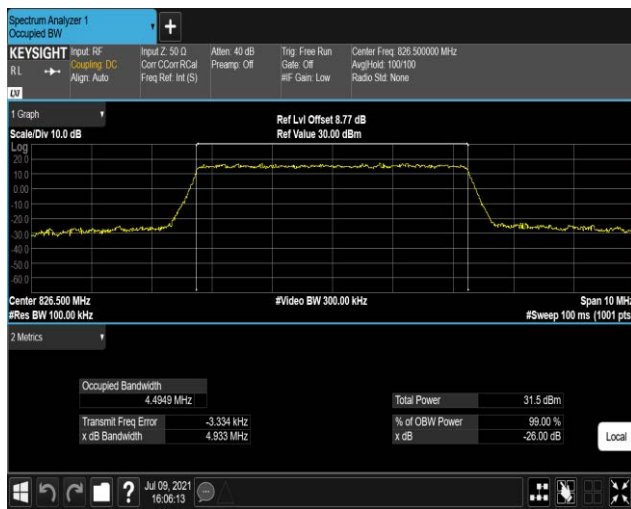 Spectrum Analyzer 1
Occupied BW
KEYSIGHT Input: RF Input Z: 50 Ω Atten: 40 dB Trig: Free Run Center Freq: 826.500000 MHz
RL Coupling: DC Corr CCorr RCal Preamp: Off Gate: Off Avg|Hold: 100/100
Align: Auto Freq Ref: Int (S) #IF Gain: Low Radio Std: None
LXI
1 Graph
Ref Lvl Offset 8.77 dB
Scale/Div 10.0 dB Ref Value 30.00 dBm
Log
20.0
10.0
0.00
-10.0
-20.0
-30.0
-40.0
-50.0
-60.0
Center 826.500 MHz #Video BW 300.00 kHz Span 10 MHz
#Res BW 100.00 kHz #Sweep 100 ms (1001 pts
2 Metrics
Occupied Bandwidth
4.4949 MHz Total Power 31.5 dBm
Transmit Freq Error -3.334 kHz % of OBW Power 99.00 %
x dB Bandwidth 4.933 MHz x dB -26.00 dB
Local
? Jul 09, 2021
16:06:13